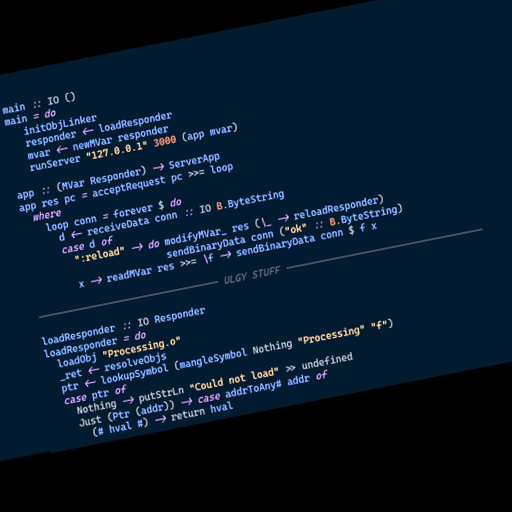 main :: IO ()
main = do
initObjLinker
responder <- loadResponder
mvar <- newMVar responder
runServer "127.0.0.1" 3000 (app mvar)
app :: (MVar Responder) -> ServerApp
app res pc = acceptRequest pc >>= loop
where
loop conn = forever $ do
d <- receiveData conn :: IO B.ByteString
case d of
":reload" -> do modifyMVar_ res (\_ -> reloadResponder)
sendBinaryData conn ("ok" :: B.ByteString)
x -> readMVar res >>= \f -> sendBinaryData conn $ f x
ULGY STUFF
loadResponder :: IO Responder
loadResponder = do
loadObj "Processing.o"
_ret <- resolveObjs
ptr <- lookupSymbol (mangleSymbol Nothing "Processing" "f")
case ptr of
Nothing -> putStrLn "Could not load" >> undefined
Just (Ptr (addr)) -> case addrToAny# addr of
(# hval #) -> return hval